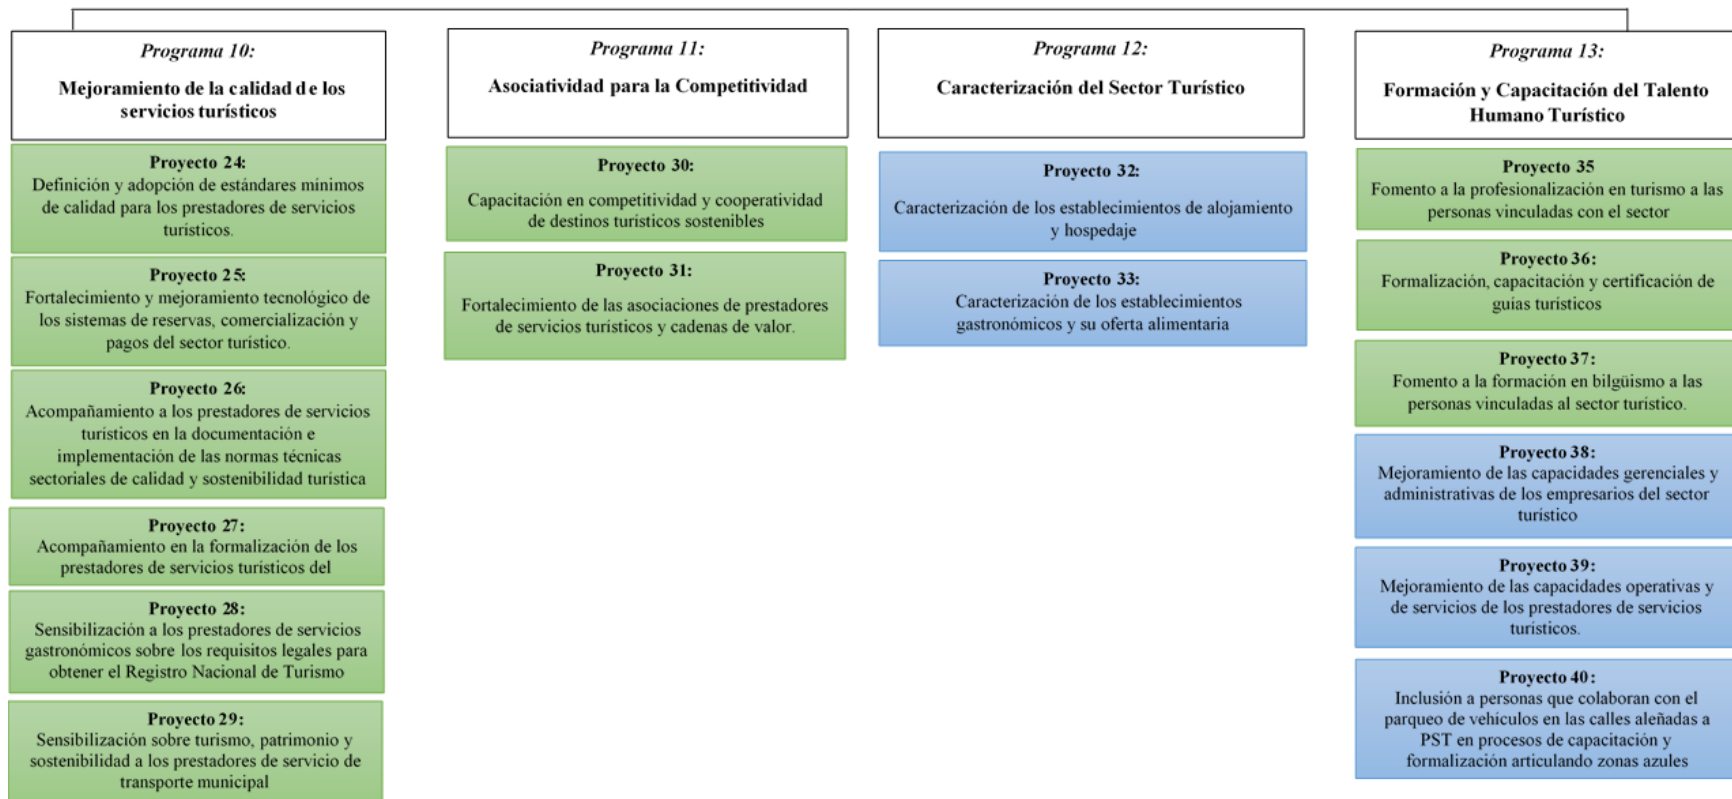 Programa 10:
Mejoramiento de la calidad de los
servicios turísticos
Proyecto 24:
Definición y adopción de estándares mínimos
de calidad para los prestadores de servicios
turísticos.
Proyecto 25:
Fortalecimiento y mejoramiento tecnológico de
los sistemas de reservas, comercialización y
pagos del sector turístico.
Proyecto 26:
Acompañamiento a los prestadores de servicios
turísticos en la documentación e
implementación de las normas técnicas
sectoriales de calidad y sostenibilidad turística
Proyecto 27:
Acompañamiento en la formalización de los
prestadores de servicios turísticos del
Proyecto 28:
Sensibilización a los prestadores de servicios
gastronómicos sobre los requisitos legales para
obtener el Registro Nacional de Turismo
Proyecto 29:
Sensibilización sobre turismo, patrimonio y
sostenibilidad a los prestadores de servicio de
transporte municipal
Programa 11:
Asociatividad para la Competitividad
Proyecto 30:
Capacitación en competitividad y cooperatividad
de destinos turísticos sostenibles
Proyecto 31:
Fortalecimiento de las asociaciones de prestadores
de servicios turísticos y cadenas de valor.
Programa 12:
Caracterización del Sector Turístico
Proyecto 32:
Caracterización de los establecimientos de alojamiento
y hospedaje
Proyecto 33:
Caracterización de los establecimientos
gastronómicos y su oferta alimentaria
Programa 13:
Formación y Capacitación del Talento
Humano Turístico
Proyecto 35
Fomento a la profesionalización en turismo a las
personas vinculadas con el sector
Proyecto 36:
Formalización, capacitación y certificación de
guías turísticos
Proyecto 37:
Fomento a la formación en bilgüismo a las
personas vinculadas al sector turístico.
Proyecto 38:
Mejoramiento de las capacidades gerenciales y
administrativas de los empresarios del sector
turístico
Proyecto 39:
Mejoramiento de las capacidades operativas y
de servicios de los prestadores de servicios
turísticos.
Proyecto 40:
Inclusión a personas que colaboran con el
parqueo de vehículos en las calles aleñadas a
PST en procesos de capacitación y
formalización articulando zonas azules